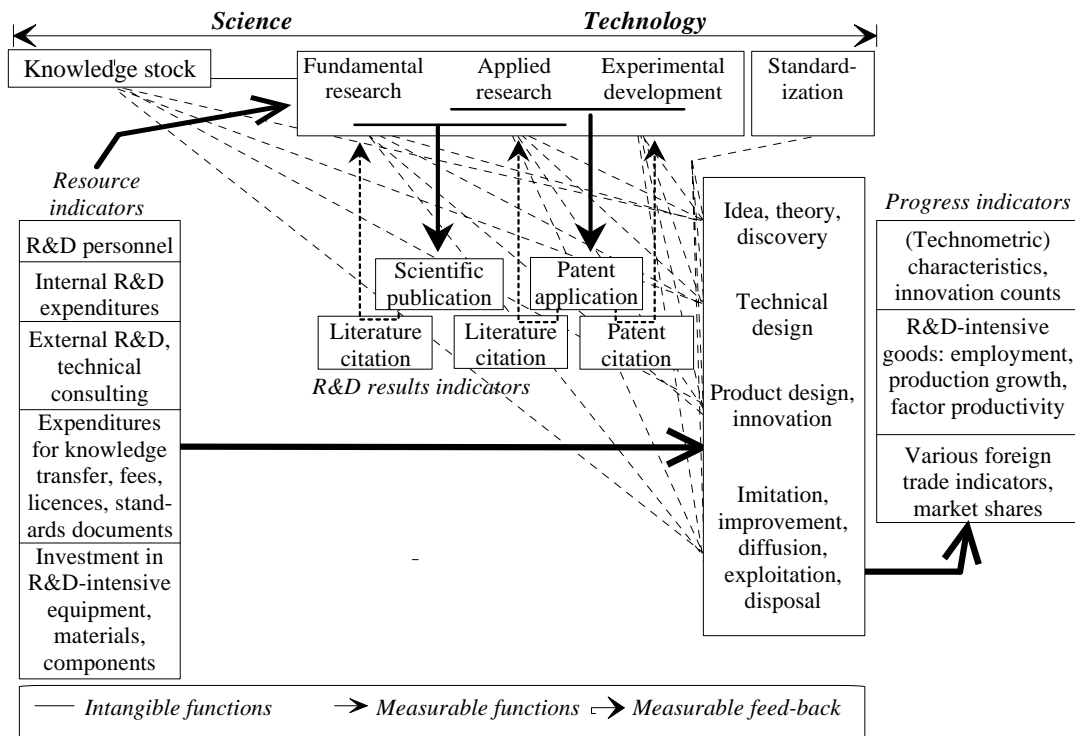 Science
Technology
Knowledge stock
Fundamental
research
Applied
research
Experimental
development
Standard-
ization
Resource
indicators
R&D personnel
Internal R&D
expenditures
External R&D,
technical
consulting
Expenditures
for knowledge
transfer, fees,
licences, stand-
ards documents
Investment in
R&D-intensive
equipment,
materials,
components
Scientific
publication
Patent
application
Literature
citation
Literature
citation
Patent
citation
R&D results indicators
Idea, theory,
discovery
Technical
design
Product design,
innovation
Imitation,
improvement,
diffusion,
exploitation,
disposal
Progress indicators
(Technometric)
characteristics,
innovation counts
R&D-intensive
goods: employment,
production growth,
factor productivity
Various foreign
trade indicators,
market shares
Intangible functions
Measurable functions
Measurable feed-back